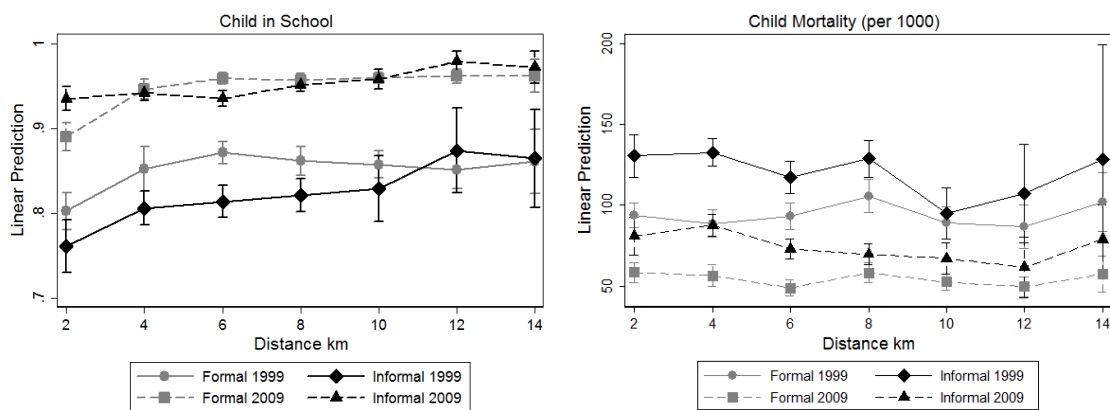 Child in School
1
.9
.8
.7
Linear Prediction
2 4 6 8 10 12 14
Distance km
Formal 1999 Informal 1999
Formal 2009 Informal 2009
Child Mortality (per 1000)
200
150
100
50
Linear Prediction
2 4 6 8 10 12 14
Distance km
Formal 1999 Informal 1999
Formal 2009 Informal 2009